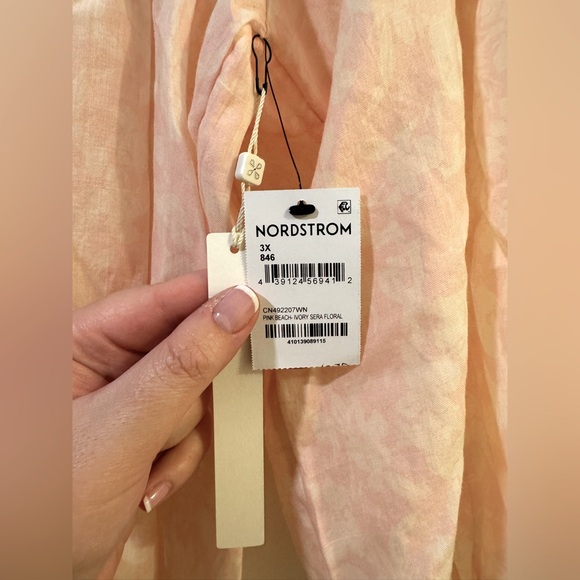 NORDSTROM
3X
846
4 39124 56941 2
CN492207WN
PINK BEACH- IVORY SERA FLORAL
410139089115